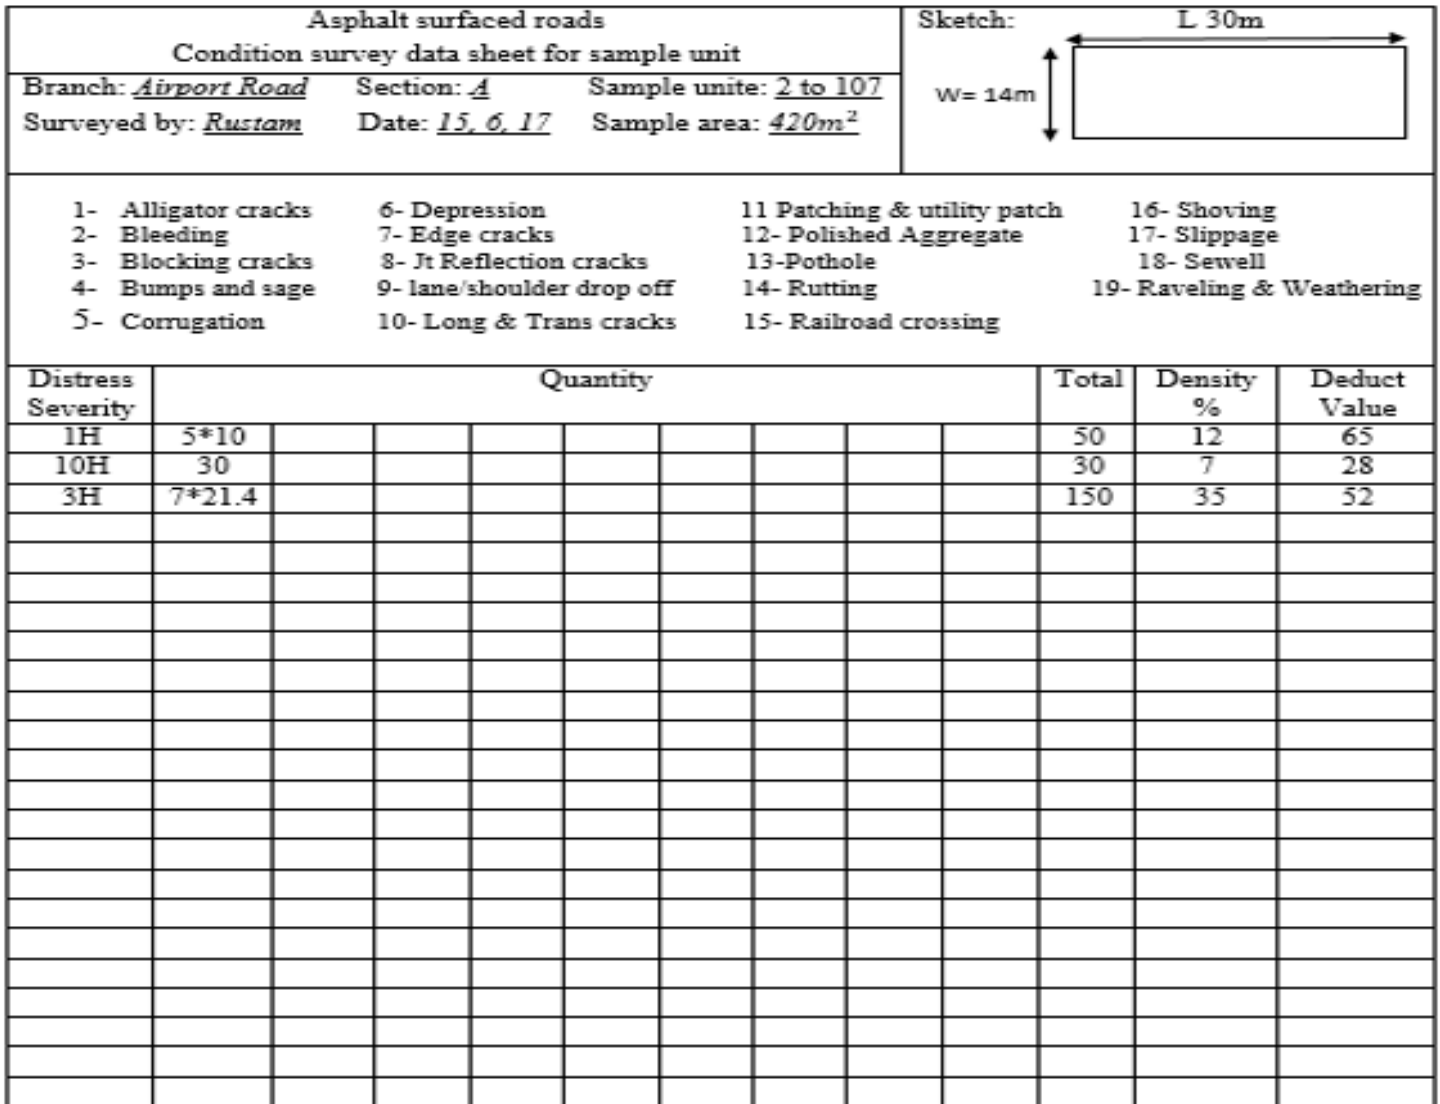 Asphalt surfaced roads
Condition survey data sheet for sample unit
Branch: Airport Road Section: A Sample unite: 2 to 107
Surveyed by: Rustam Date: 15, 6, 17 Sample area: 420m²
Sketch: L 30m
W= 14m
1- Alligator cracks 6- Depression 11 Patching & utility patch 16- Shoving
2- Bleeding 7- Edge cracks 12- Polished Aggregate 17- Slippage
3- Blocking cracks 8- Jt Reflection cracks 13-Pothole 18- Sewell
4- Bumps and sage 9- lane/shoulder drop off 14- Rutting 19- Raveling & Weathering
5- Corrugation 10- Long & Trans cracks 15- Railroad crossing
Distress Quantity Total Density Deduct
Severity % Value
1H 5*10 50 12 65
10H 30 30 7 28
3H 7*21.4 150 35 52